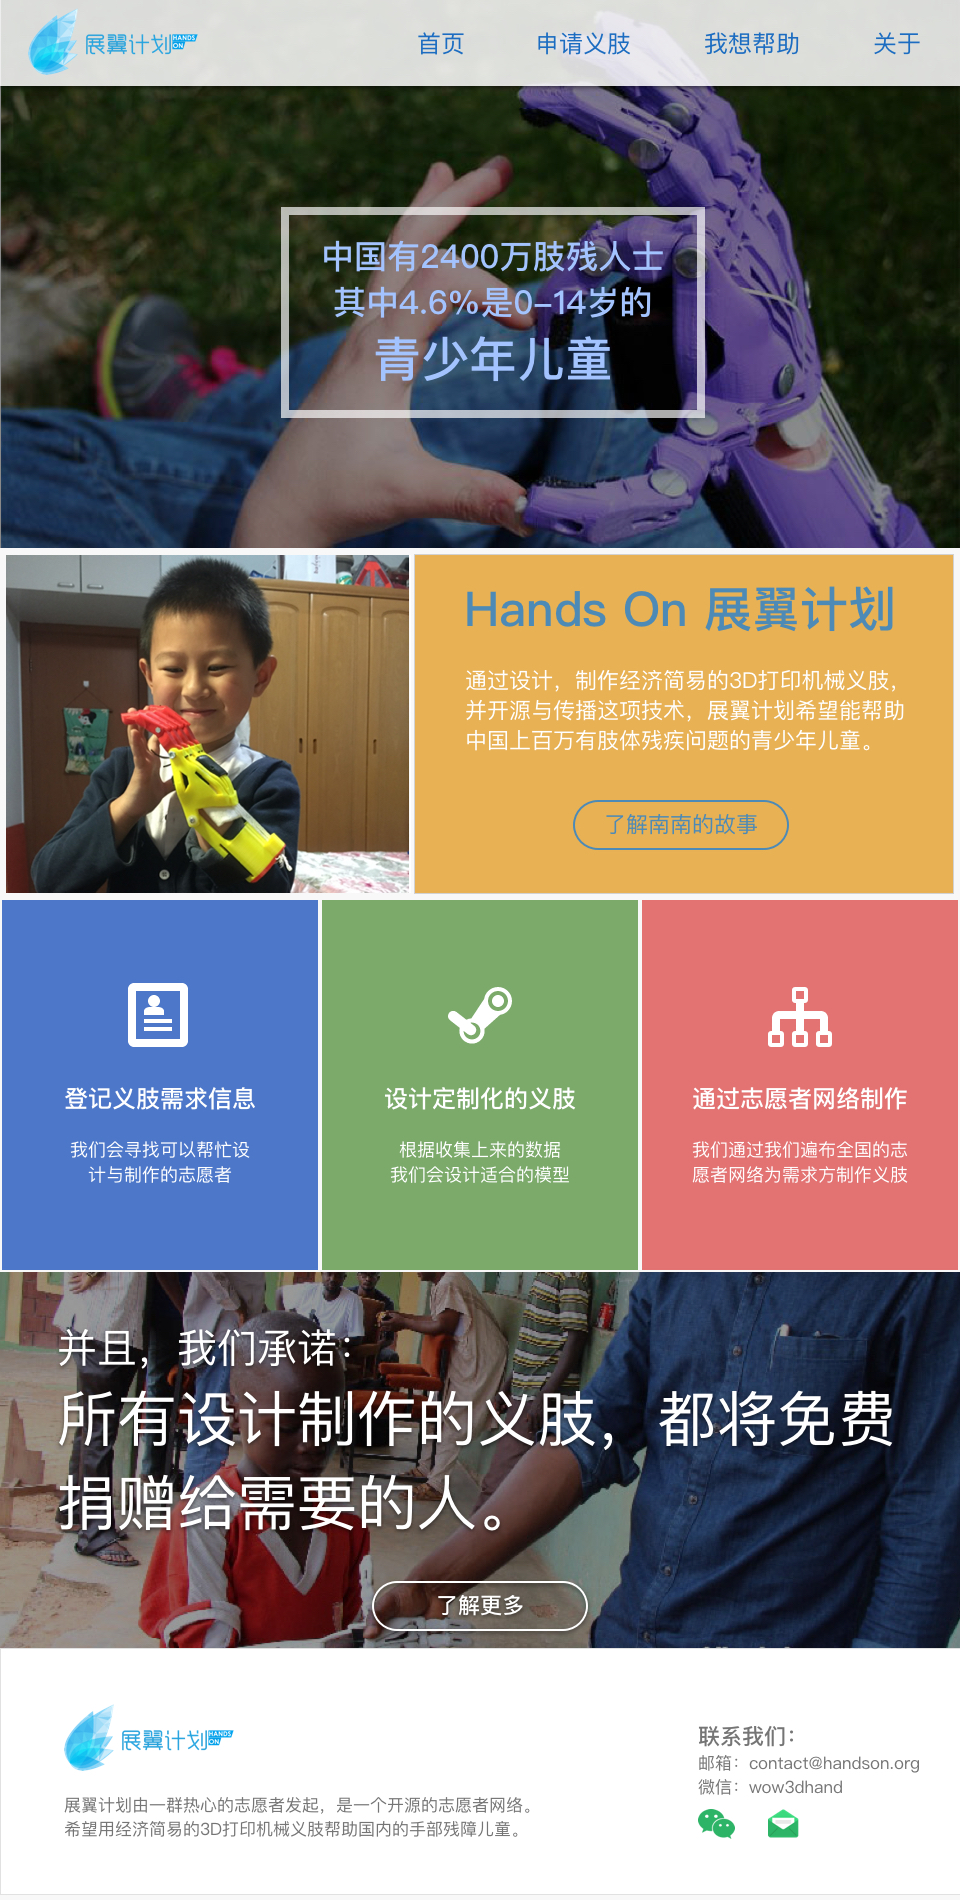 展翼计划 HANDS ON
首页 申请义肢 我想帮助 关于
中国有2400万肢残人士
其中4.6%是0-14岁的
青少年儿童
Hands On 展翼计划
通过设计，制作经济简易的3D打印机械义肢，
并开源与传播这项技术，展翼计划希望能帮助
中国上百万有肢体残疾问题的青少年儿童。
了解南南的故事
登记义肢需求信息
我们会寻找可以帮忙设
计与制作的志愿者
设计定制化的义肢
根据收集上来的数据
我们会设计适合的模型
通过志愿者网络制作
我们通过我们遍布全国的志
愿者网络为需求方制作义肢
并且，我们承诺：
所有设计制作的义肢，都将免费
捐赠给需要的人。
了解更多
展翼计划 HANDS ON
展翼计划由一群热心的志愿者发起，是一个开源的志愿者网络。
希望用经济简易的3D打印机械义肢帮助国内的手部残障儿童。
联系我们：
邮箱：contact@handson.org
微信：wow3dhand